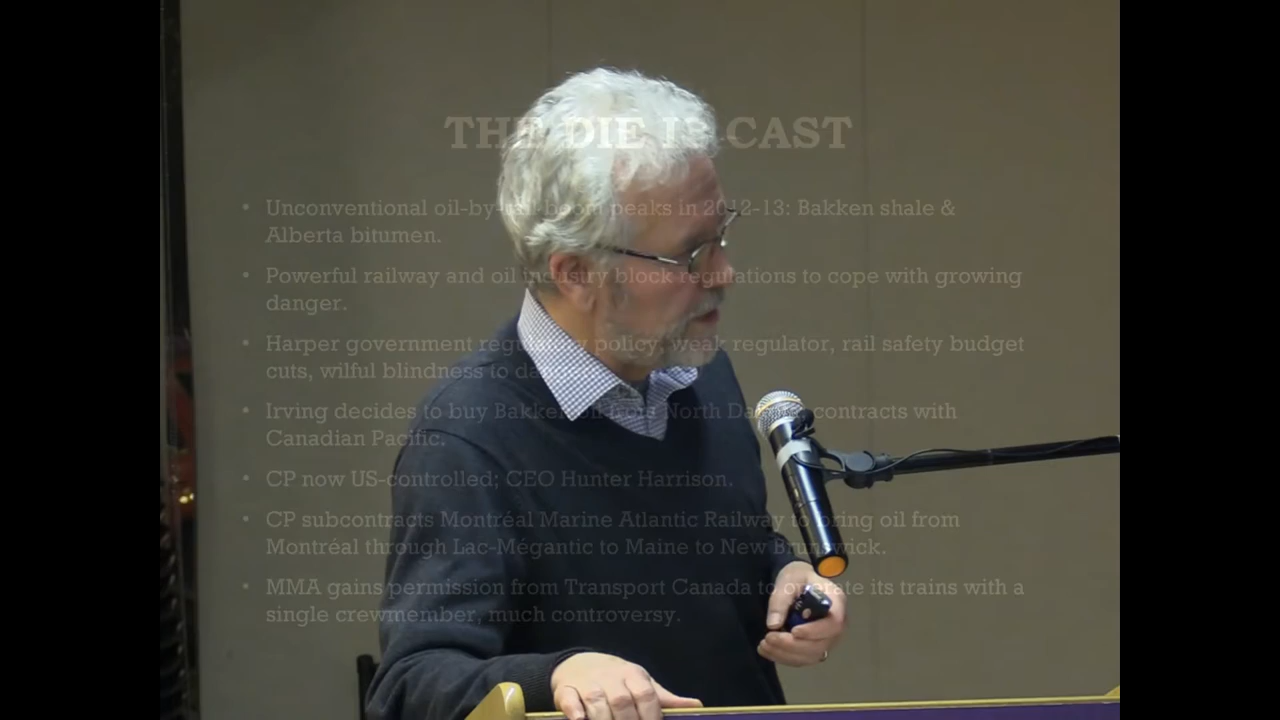 THE DIE IS CAST
• Unconventional oil-by-rail boom peaks in 2012-13: Bakken shale &
Alberta bitumen.
• Powerful railway and oil industry block regulations to cope with growing
danger.
• Harper government regulatory policy, weak regulator, rail safety budget
cuts, wilful blindness to
• Irving decides to buy Bakken North contracts with
Canadian Pacific.
• CP now US-controlled; CEO Hunter Harrison.
• CP subcontracts Montréal Marine Atlantic Railway to bring oil from
Montréal through Lac-Mégantic to Maine to New Brunswick.
• MMA gains permission from Transport Canada to operate its trains with a
single crewmember, much controversy.